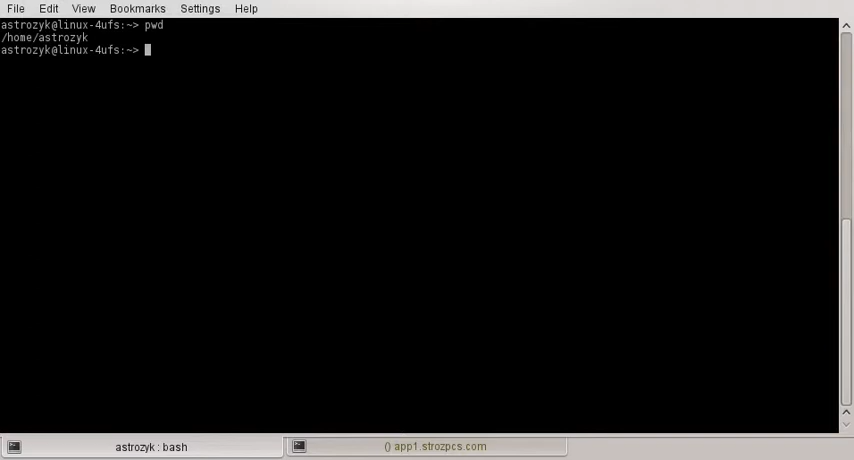 File Edit View Bookmarks Settings Help
astrozyk@linux-4ufs:~> pwd
/home/astrozyk
astrozyk@linux-4ufs:~>
astrozyk : bash
() app1.strozpcs.com